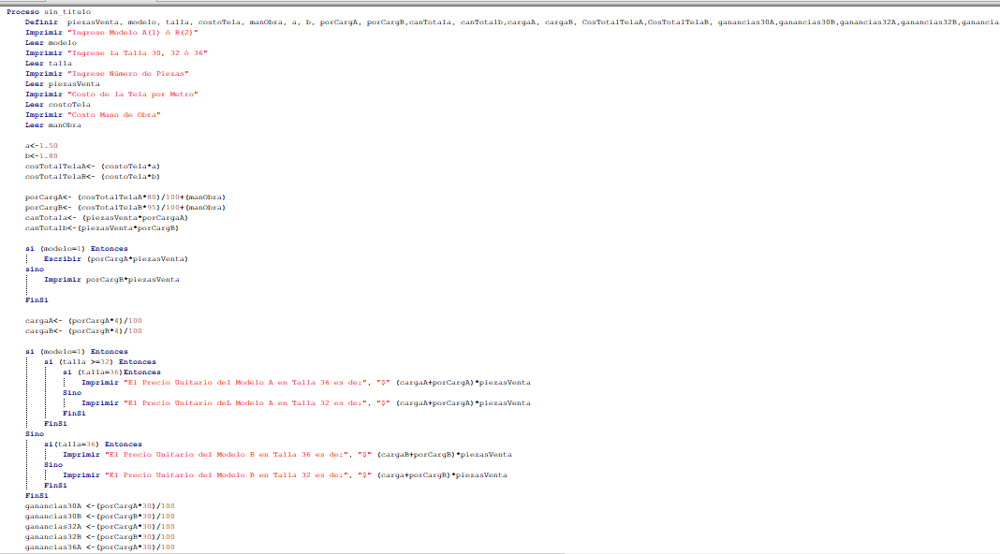 Proceso sin_titulo
Definir piezasVenta, modelo, talla, costoTela, manObra, a, b, porCargA, porCargB,canTotala, canTotalb,cargaA, cargaB, CosTotalTelaA,CosTotalTelaB, ganancias30A,ganancias30B,ganancias32A,ganancias32B,ganancia
Imprimir "Ingrese Modelo A(1) ó B(2)"
Leer modelo
Imprimir "Ingrese la Talla 30, 32 ó 36"
Leer talla
Imprimir "Ingrese Número de Piezas"
Leer piezasVenta
Imprimir "Costo de la Tela por Metro"
Leer costoTela
Imprimir "Costo Mano de Obra"
Leer manObra
a<-1.50
b<-1.80
cosTotalTelaA<- (costoTela*a)
cosTotalTelaB<- (costoTela*b)
porCargA<- (cosTotalTelaA*80)/100+(manObra)
porCargB<- (cosTotalTelaB*95)/100+(manObra)
canTotala<- (piezasVenta*porCargaA)
canTotalb<-(piezasVenta*porCargB)
si (modelo=1) Entonces
Escribir (porCargA*piezasVenta)
sino
Imprimir porCargB*piezasVenta
FinSi
cargaA<- (porCargA*4)/100
cargaB<- (porCargB*4)/100
si (modelo=1) Entonces
si (talla >=32) Entonces
si (talla=36)Entonces
Imprimir "El Precio Unitario del Modelo A en Talla 36 es de:", "$" (cargaA+porCargA)*piezasVenta
Sino
Imprimir "El Precio Unitario deL Modelo A en Talla 32 es de:", "$" (cargaA+porCargA)*piezasVenta
FinSi
FinSi
Sino
si(talla=36) Entonces
Imprimir "El Precio Unitario del Modelo B en Talla 36 es de:", "$" (cargaB+porCargB)*piezasVenta
Sino
Imprimir "El Precio Unitario del Modelo B en Talla 32 es de:", "$" (carga+porCargB)*piezasVenta
FinSi
FinSi
ganancias30A <-(porCargA*30)/100
ganancias30B <-(porCargB*30)/100
ganancias32A <-(porCargA*30)/100
ganancias32B <-(porCargB*30)/100
ganancias36A <-(porCargA*30)/100